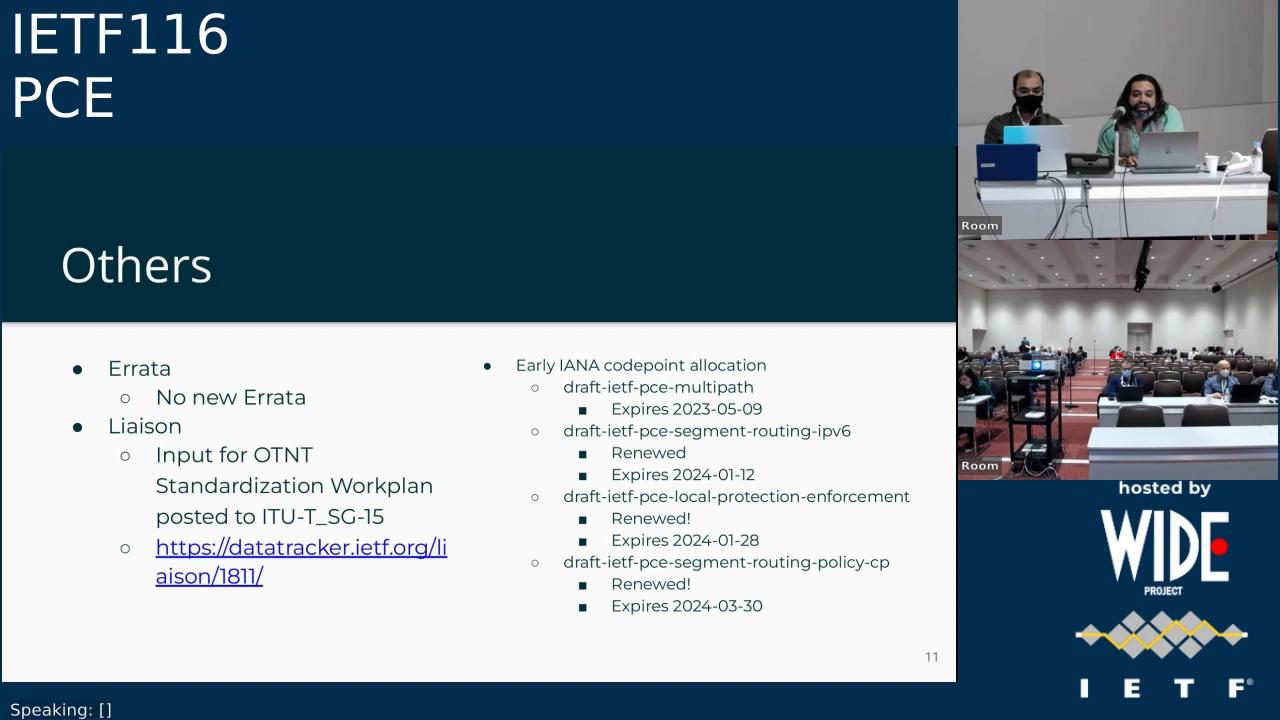 IETF116
PCE
Others
● Errata
○ No new Errata
● Liaison
○ Input for OTNT
Standardization Workplan
posted to ITU-T_SG-15
○ https://datatracker.ietf.org/li
aison/1811/
● Early IANA codepoint allocation
○ draft-ietf-pce-multipath
■ Expires 2023-05-09
○ draft-ietf-pce-segment-routing-ipv6
■ Renewed
■ Expires 2024-01-12
○ draft-ietf-pce-local-protection-enforcement
■ Renewed!
■ Expires 2024-01-28
○ draft-ietf-pce-segment-routing-policy-cp
■ Renewed!
■ Expires 2024-03-30
11
Room
Room
hosted by
WIDE
PROJECT
I E T F®
Speaking: []